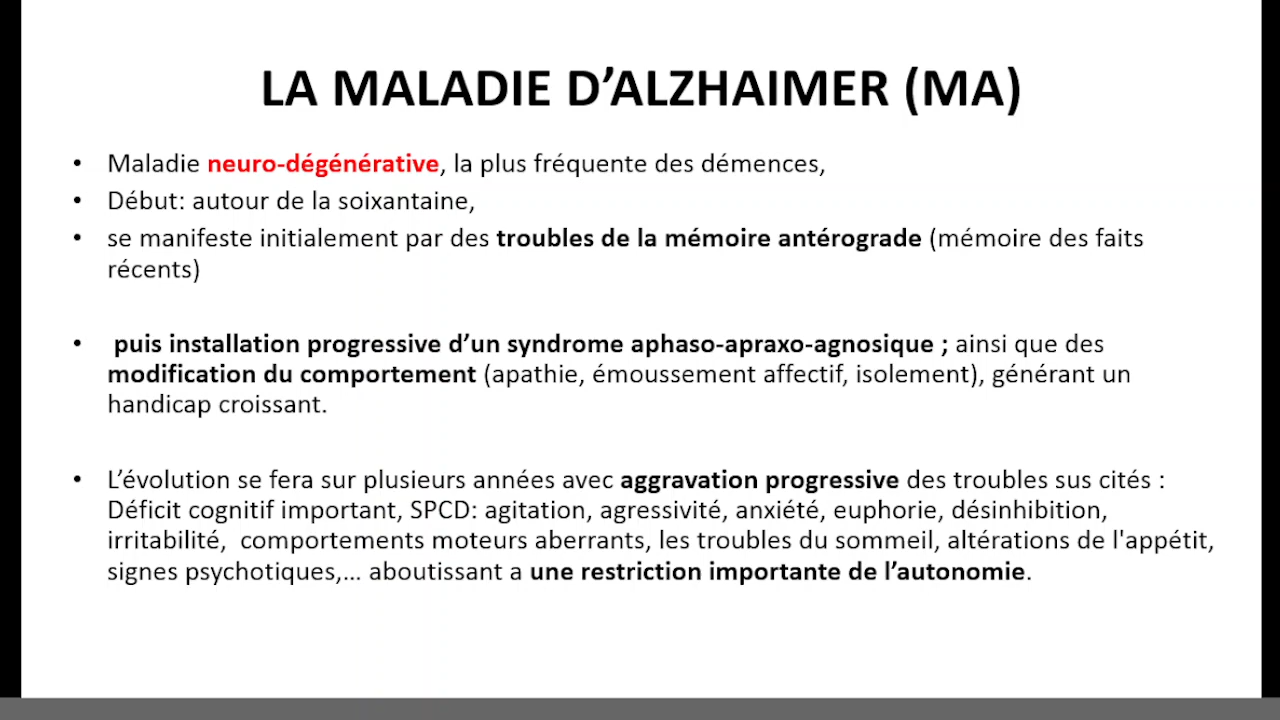 LA MALADIE D’ALZHAIMER (MA)
• Maladie neuro-dégénérative, la plus fréquente des démences,
• Début: autour de la soixantaine,
• se manifeste initialement par des troubles de la mémoire antérograde (mémoire des faits
récents)
• puis installation progressive d’un syndrome aphaso-apraxo-agnosique ; ainsi que des
modification du comportement (apathie, émoussement affectif, isolement), générant un
handicap croissant.
• L’évolution se fera sur plusieurs années avec aggravation progressive des troubles sus cités :
Déficit cognitif important, SPCD: agitation, agressivité, anxiété, euphorie, désinhibition,
irritabilité,  comportements moteurs aberrants, les troubles du sommeil, altérations de l'appétit,
signes psychotiques,... aboutissant a une restriction importante de l’autonomie.